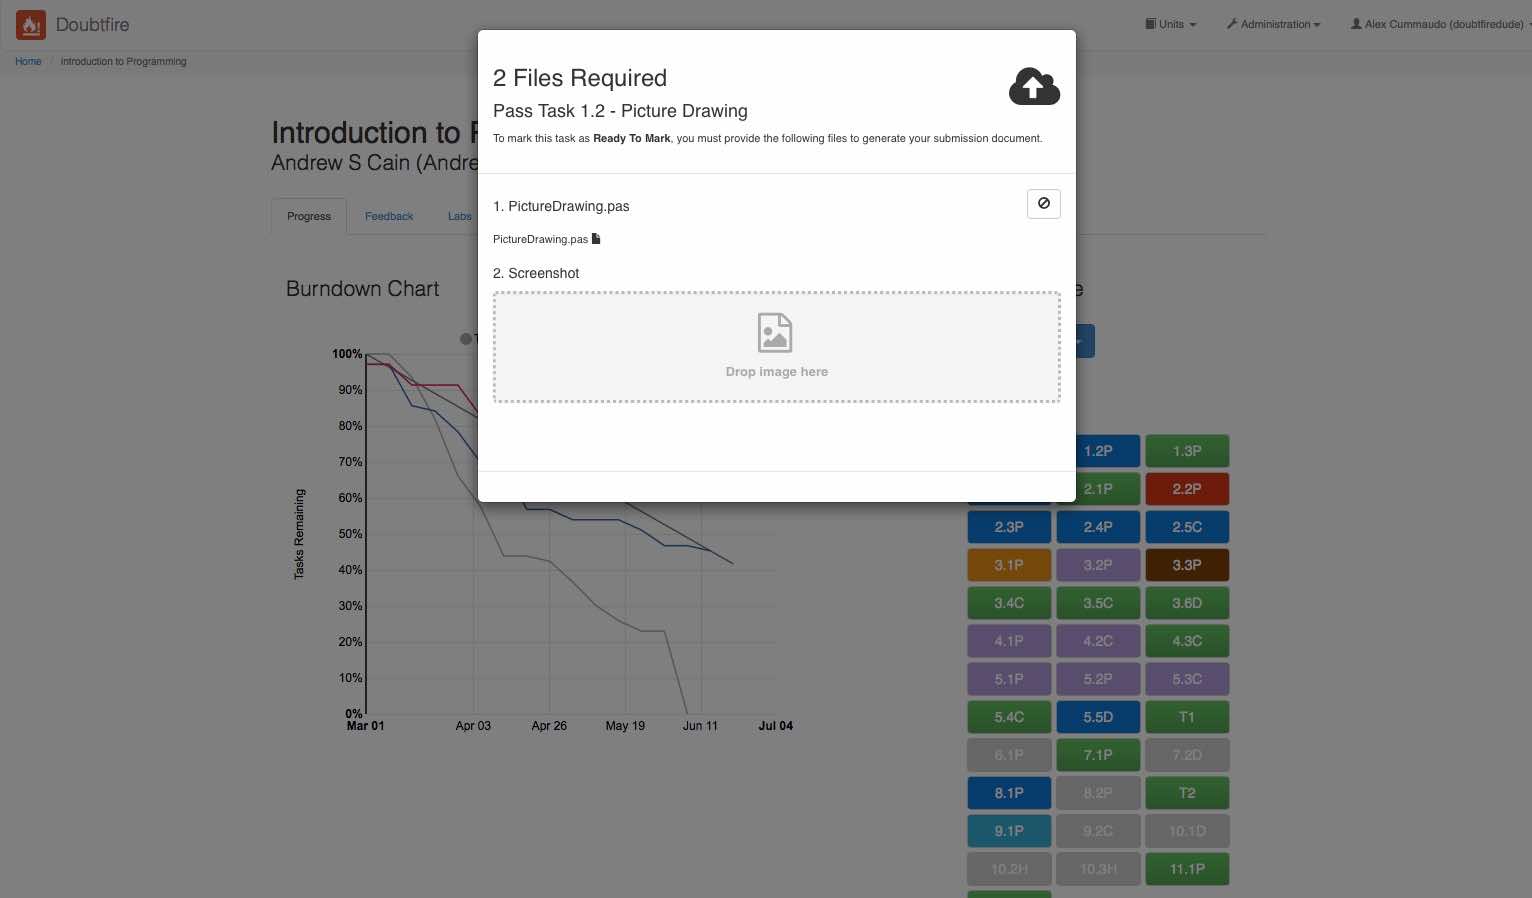 Doubtfire
Units
Administration
Alex Cummaudo (doubtfiredude)
Home / Introduction to Programming
2 Files Required
Pass Task 1.2 - Picture Drawing
To mark this task as Ready To Mark, you must provide the following files to generate your submission document.
1. PictureDrawing.pas
PictureDrawing.pas
2. Screenshot
Drop image here
Introduction to
Andrew S Cain (Andre
Progress
Feedback
Labs
Burndown Chart
100%
90%
80%
70%
60%
50%
40%
30%
20%
10%
0%
Tasks Remaining
Mar 01
Apr 03
Apr 26
May 19
Jun 11
Jul 04
1.2P
1.3P
2.1P
2.2P
2.3P
2.4P
2.5C
3.1P
3.2P
3.3P
3.4C
3.5C
3.6D
4.1P
4.2C
4.3C
5.1P
5.2P
5.3C
5.4C
5.5D
T1
6.1P
7.1P
7.2D
8.1P
8.2P
T2
9.1P
9.2C
10.1D
10.2H
10.3H
11.1P